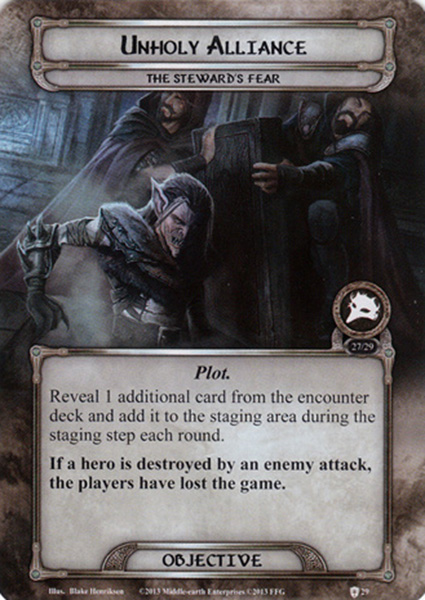 Unholy Alliance
The Steward's Fear
27/29
Plot.
Reveal 1 additional card from the encounter
deck and add it to the staging area during the
staging step each round.
If a hero is destroyed by an enemy attack,
the players have lost the game.
Objective
Illus. Blake Henriksen ©2013 Middle-earth Enterprises ©2013 FFG 29